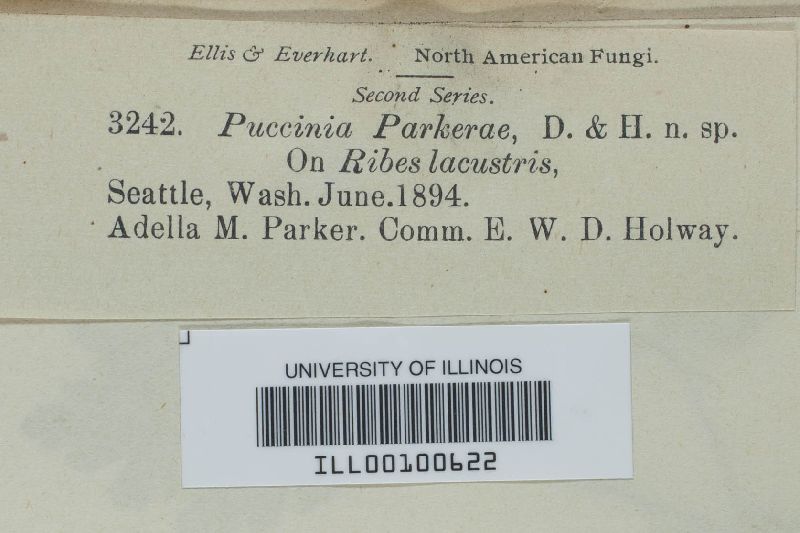 Ellis & Everhart. North American Fungi.
Second Series.
3242. Puccinia Parkerae, D. & H. n. sp.
On Ribes lacustris,
Seattle, Wash. June.1894.
Adella M. Parker. Comm. E. W. D. Holway.
UNIVERSITY OF ILLINOIS
ILL00100622